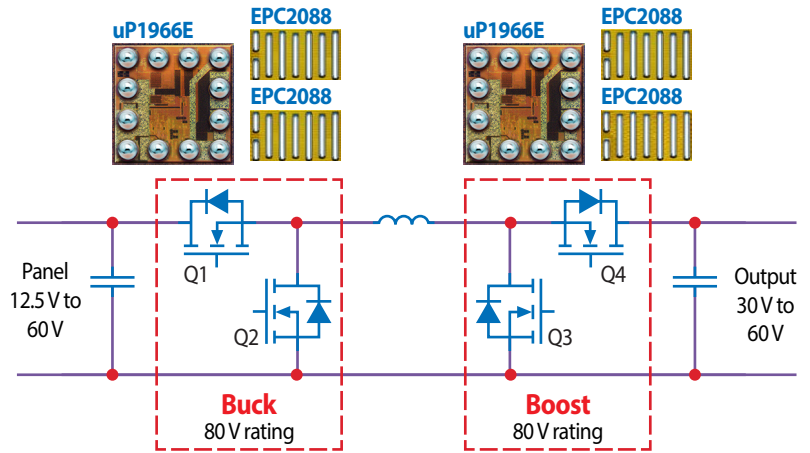 uP1966E
EPC2088
EPC2088
uP1966E
EPC2088
EPC2088
Panel
12.5 V to
60 V
Q1
Q2
Q3
Q4
Output
30 V to
60 V
Buck
80 V rating
Boost
80 V rating